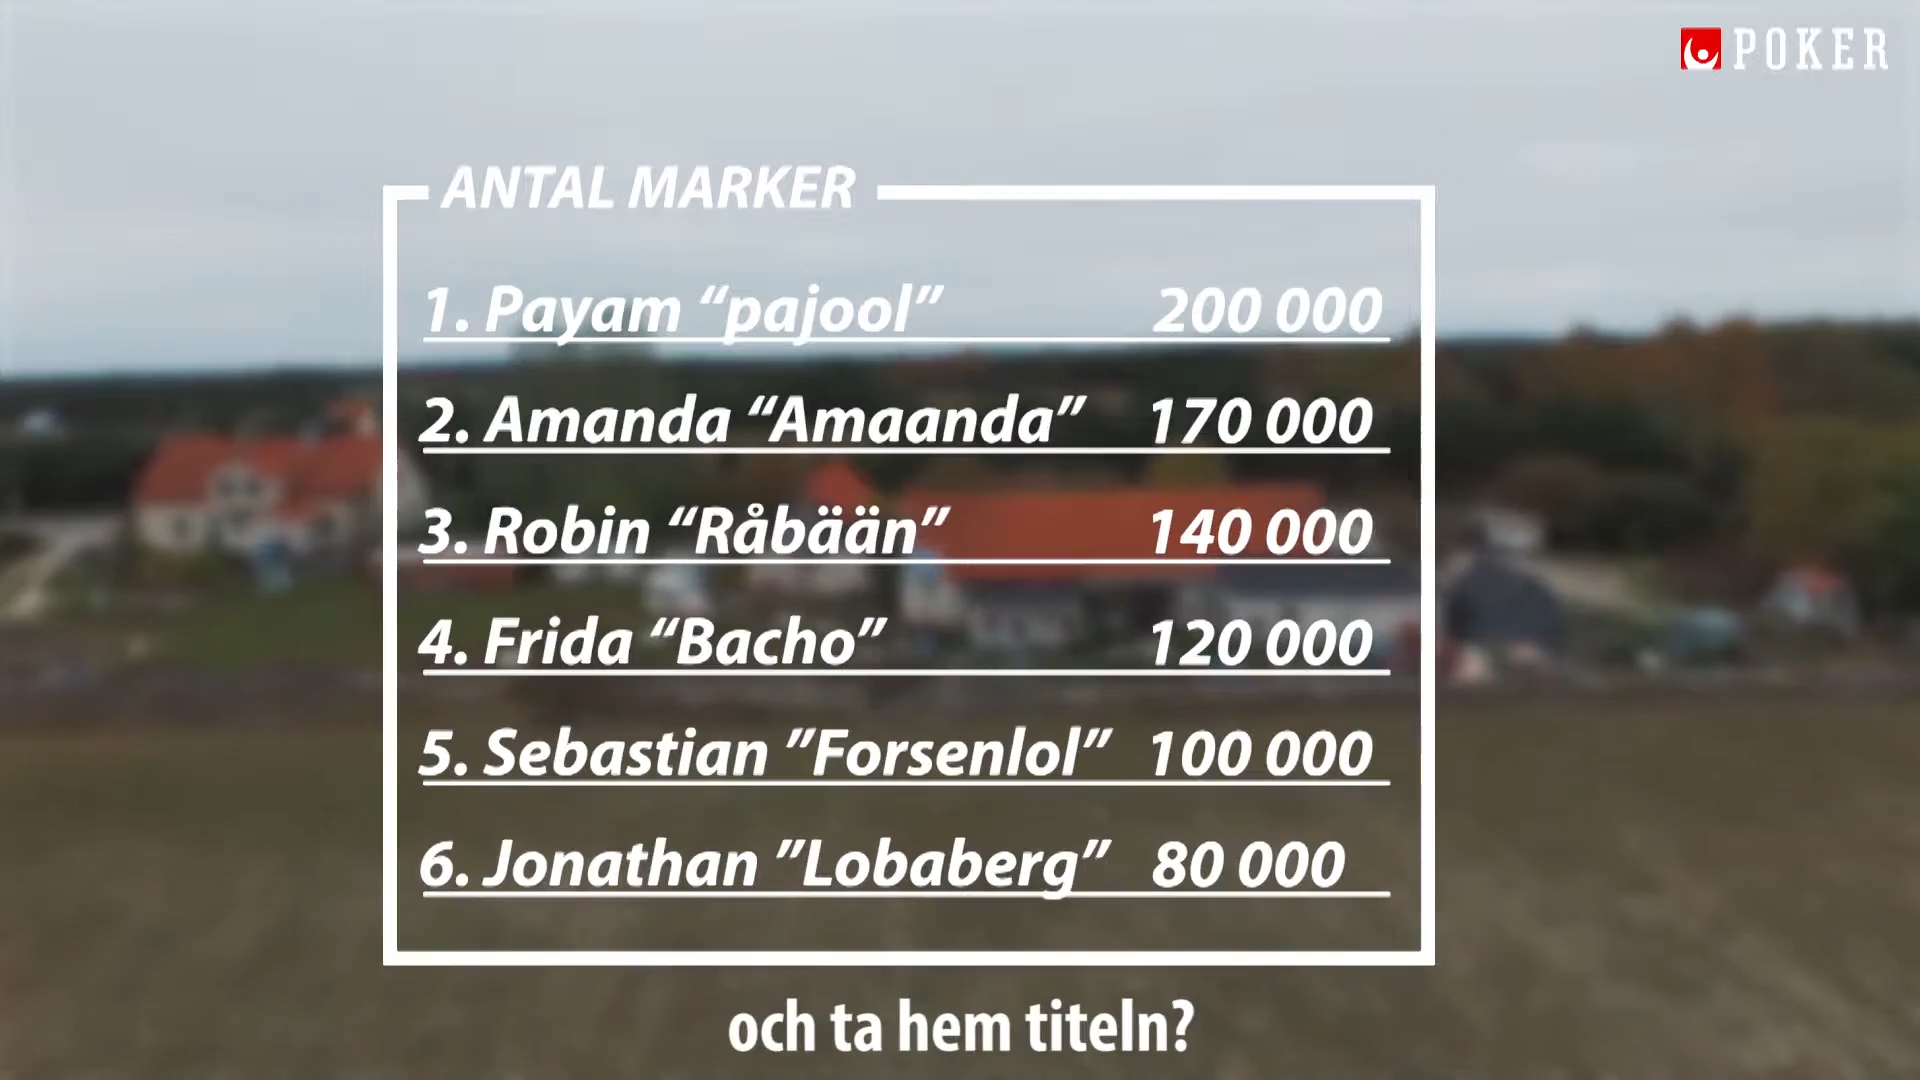 POKER
ANTAL MARKER
1. Payam “pajool” 200 000
2. Amanda “Amaanda” 170 000
3. Robin “Råbään” 140 000
4. Frida “Bacho” 120 000
5. Sebastian ”Forsenlol” 100 000
6. Jonathan ”Lobaberg” 80 000
och ta hem titeln?